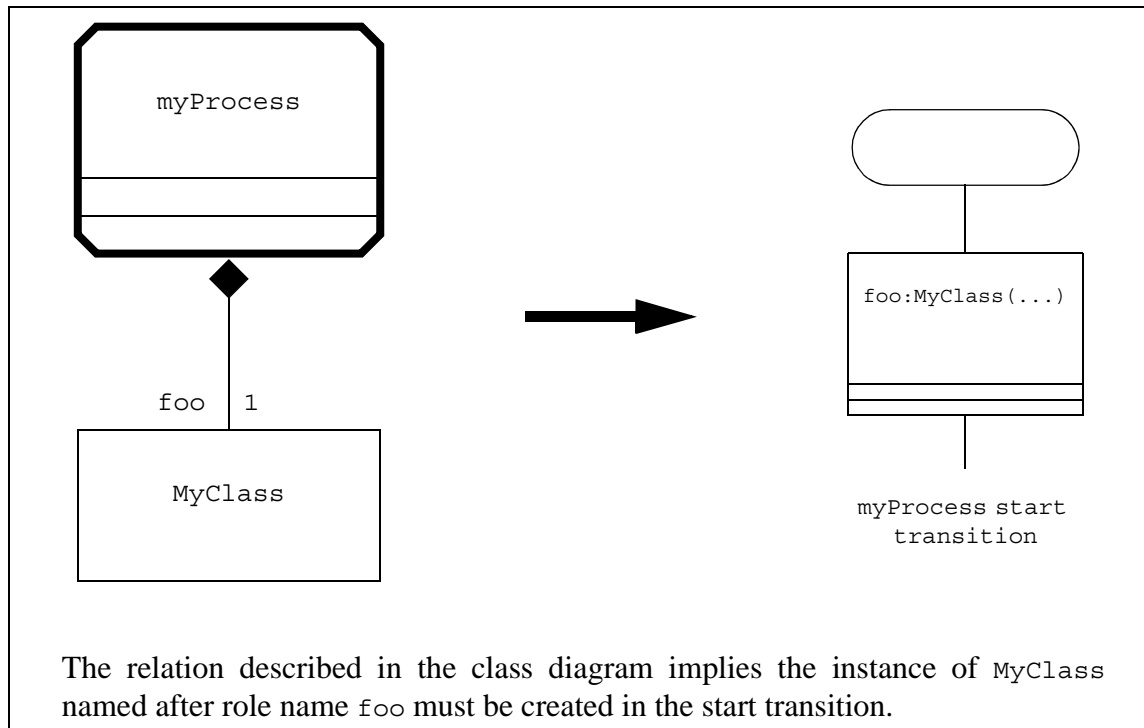 myProcess
foo 1
MyClass
foo:MyClass(...)
myProcess start
transition
The relation described in the class diagram implies the instance of MyClass
named after role name foo must be created in the start transition.